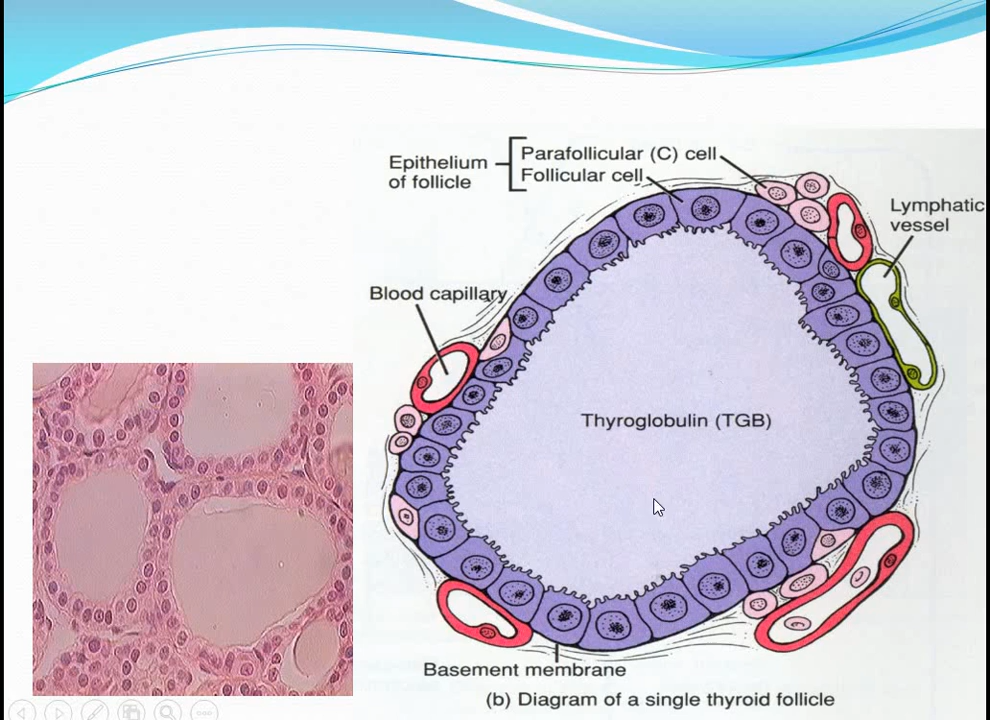 Epithelium
of follicle
Parafollicular (C) cell
Follicular cell
Lymphatic
vessel
Blood capillary
Thyroglobulin (TGB)
Basement membrane
(b) Diagram of a single thyroid follicle